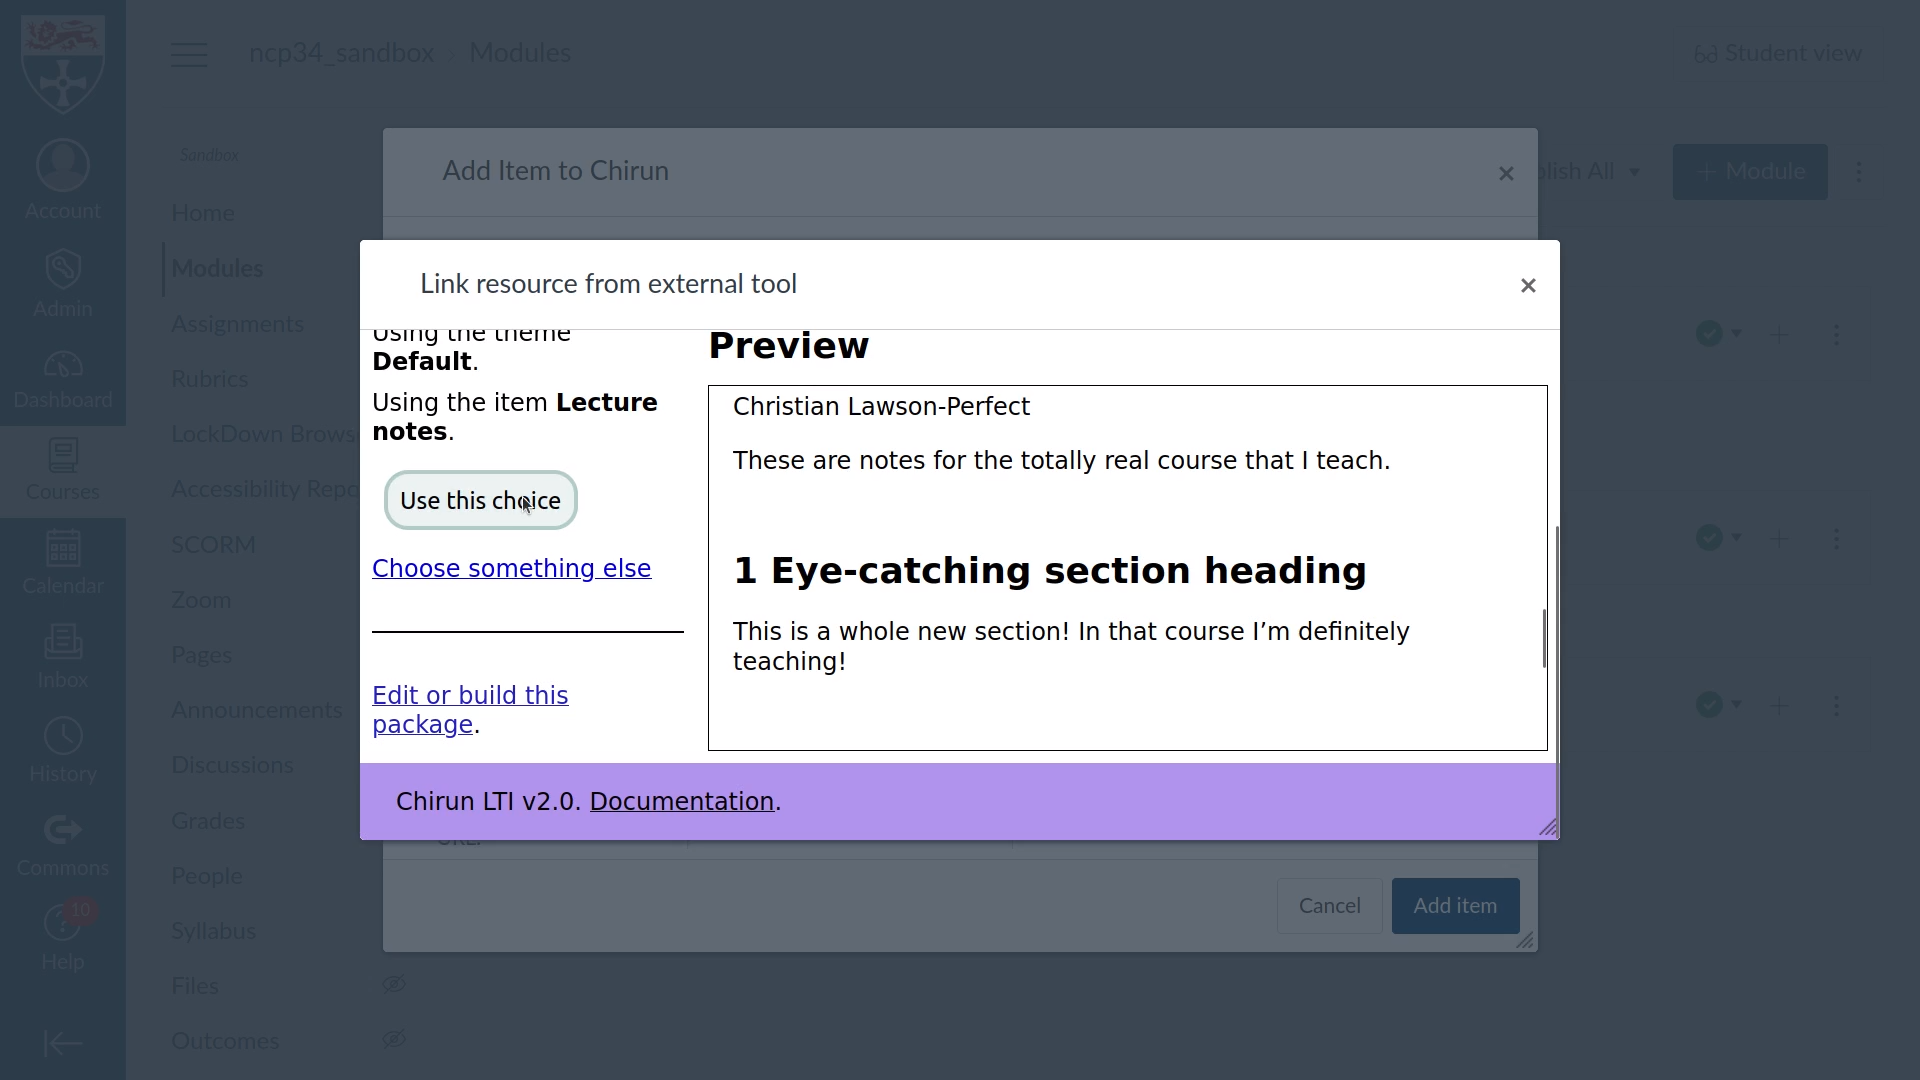 ncp34_sandbox › Modules
Student view
Sandbox
Account
Admin
Dashboard
Courses
Calendar
Inbox
History
Commons
10
Help
Home
Modules
Assignments
Rubrics
LockDown Brows
Accessibility Repo
SCORM
Zoom
Pages
Announcements
Discussions
Grades
People
Syllabus
Files
Outcomes
Add Item to Chirun
×
blish All
+ Module
Link resource from external tool
×
Using the theme
Default.
Using the item Lecture
notes.
Use this choice
Choose something else
Edit or build this
package.
Preview
Christian Lawson-Perfect
These are notes for the totally real course that I teach.
1 Eye-catching section heading
This is a whole new section! In that course I’m definitely
teaching!
Chirun LTI v2.0. Documentation.
URL:
Cancel
Add item